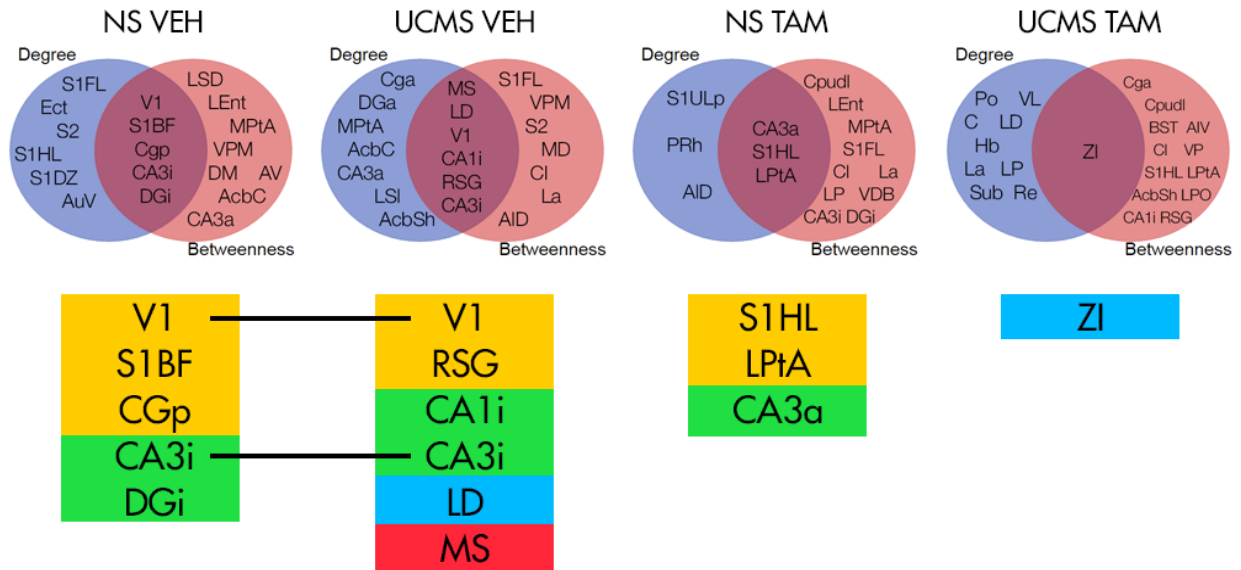 NS VEH
UCMS VEH
NS TAM
UCMS TAM
Degree
S1FL
Ect
S2
S1HL
S1DZ
AuV
V1
S1BF
Cgp
CA3i
DGi
LSD
LEnt
MPtA
VPM
DM AV
AcbC
CA3a
Betweenness
Degree
Cga
DGa
MPtA
AcbC
CA3a
LSI
AcbSh
MS
LD
V1
CA1i
RSG
CA3i
S1FL
VPM
S2
MD
Cl
La
AID
Betweenness
Degree
S1ULp
PRh
AID
CA3a
S1HL
LPtA
Cpudl
LEnt
MPtA
S1FL
Cl La
LP VDB
CA3i DGi
Betweenness
Degree
Po VL
C LD
Hb
La LP
Sub Re
ZI
Cga
Cpudl
BST AIV
Cl VP
S1HL LPtA
AcbSh LPO
CA1i RSG
Betweenness
V1
S1BF
CGp
CA3i
DGi
V1
RSG
CA1i
CA3i
LD
MS
S1HL
LPtA
CA3a
ZI